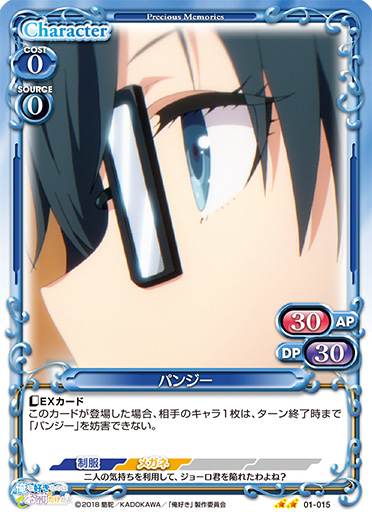 Precious Memories
Character
COST
0
SOURCE
0
30 AP
DP 30
パンジー
EXカード
このカードが登場した場合、相手のキャラ1枚は、ターン終了時まで
「パンジー」を妨害できない。
制服 メガネ
二人の気持ちを利用して、ジョーロ君を陥れたわよね?
©2018 駱駝/KADOKAWA/「俺好き」製作委員会 01-015